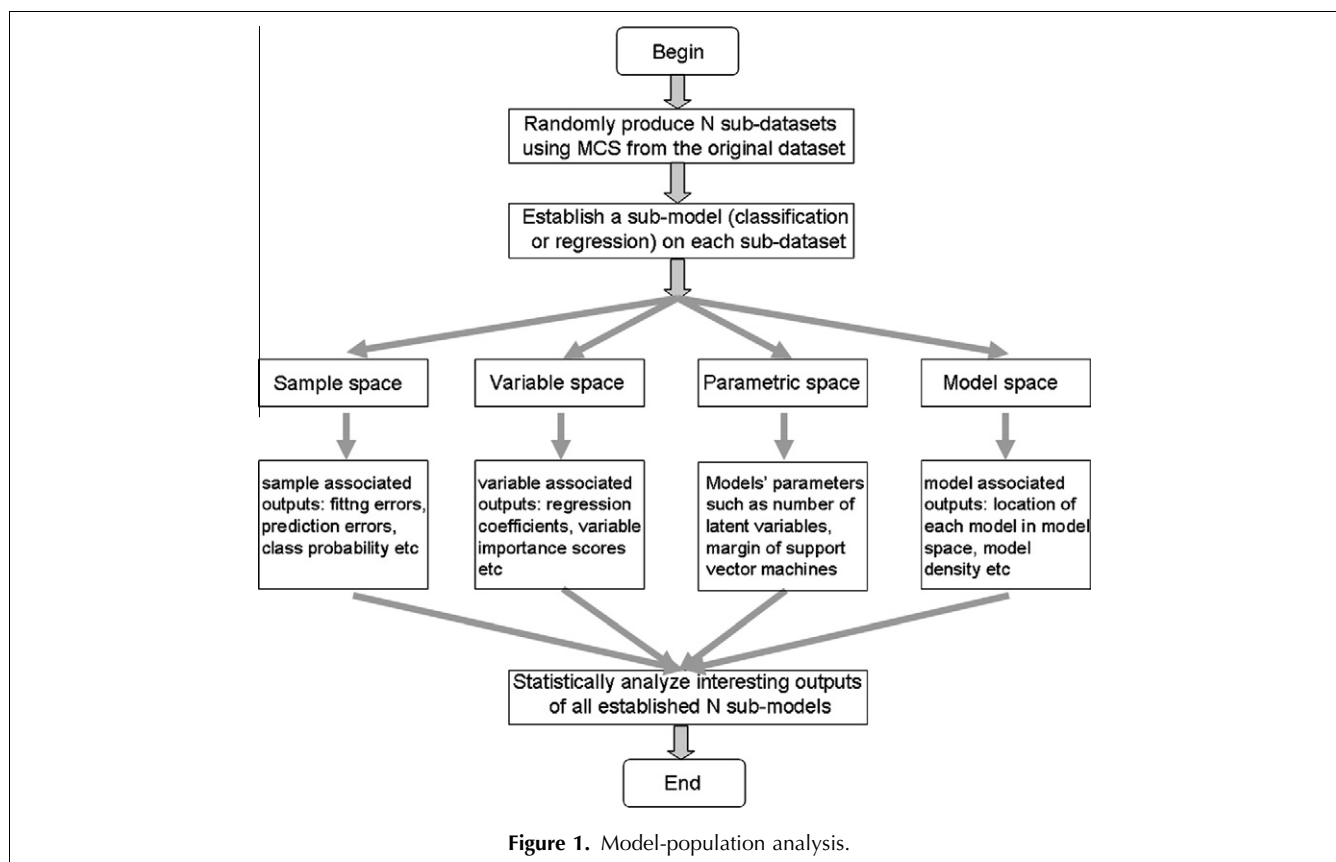 Begin
Randomly produce N sub-datasets
using MCS from the original dataset
Establish a sub-model (classification
or regression) on each sub-dataset
Sample space
Variable space
Parametric space
Model space
sample associated
outputs: fittng errors,
prediction errors,
class probability etc
variable associated
outputs: regression
coefficients, variable
importance scores
etc
Models' parameters
such as number of
latent variables,
margin of support
vector machines
model associated
outputs: location of
each model in model
space, model
density etc
Statistically analyze interesting outputs
of all established N sub-models
End
Figure 1. Model-population analysis.